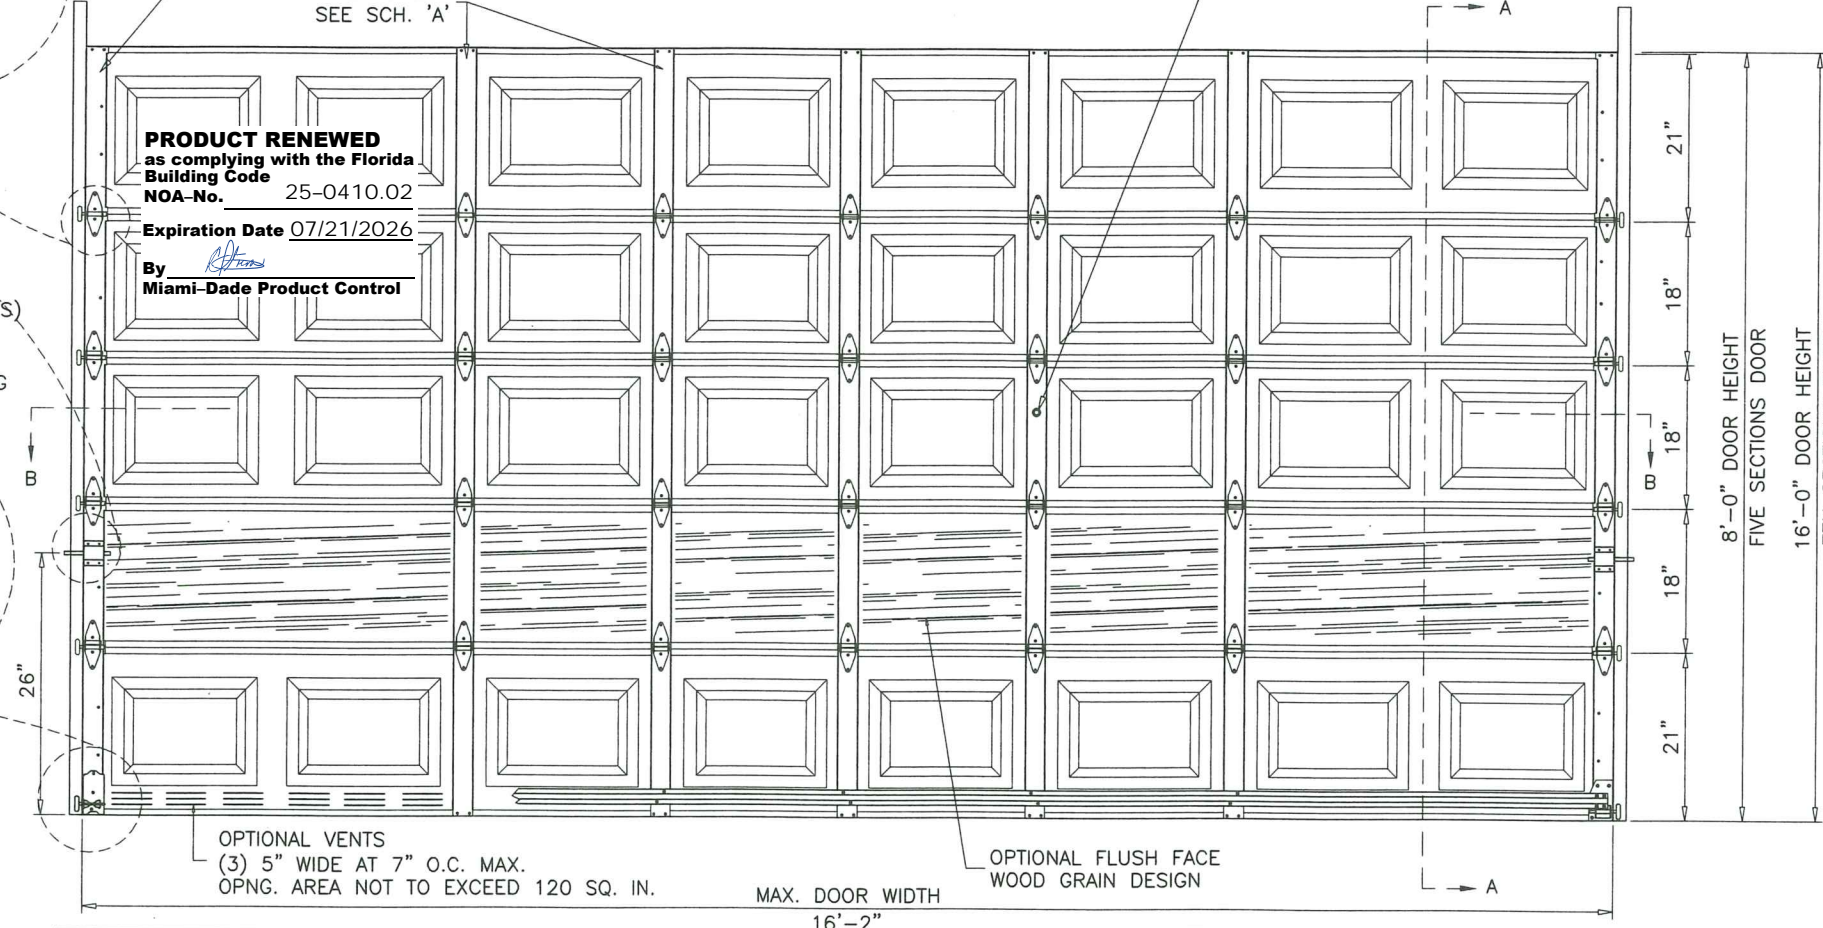 SEE SCH. 'A'
A
PRODUCT RENEWED
as complying with the Florida
Building Code
NOA–No. 25-0410.02
Expiration Date 07/21/2026
By
Miami–Dade Product Control
S)
G
B
B
26"
21"
18"
18"
18"
21"
8'-0" DOOR HEIGHT
FIVE SECTIONS DOOR
16'-0" DOOR HEIGHT
OPTIONAL VENTS
(3) 5" WIDE AT 7" O.C. MAX.
OPNG. AREA NOT TO EXCEED 120 SQ. IN.
OPTIONAL FLUSH FACE
WOOD GRAIN DESIGN
A
MAX. DOOR WIDTH
16'-2"